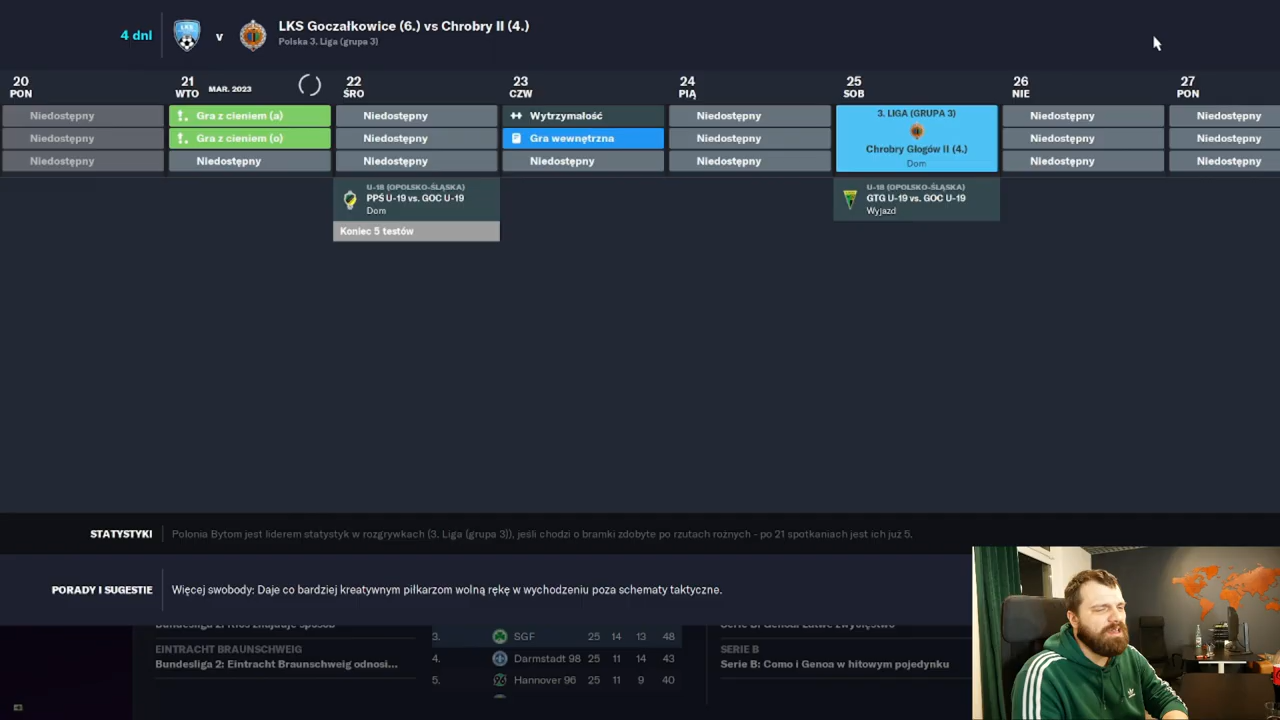 4 dni
v
LKS Goczałkowice (6.) vs Chrobry II (4.)
Polska 3. Liga (grupa 3)
20
PON
21
WTO
MAR. 2023
22
ŚRO
23
CZW
24
PIĄ
25
SOB
26
NIE
27
PON
Niedostępny
Gra z cieniem (a)
Niedostępny
Wytrzymałość
Niedostępny
3. LIGA (GRUPA 3)
Niedostępny
Niedostępny
Niedostępny
Gra z cieniem (o)
Niedostępny
Gra wewnętrzna
Niedostępny
Chrobry Głogów II (4.)
Niedostępny
Niedostępny
Niedostępny
Niedostępny
Niedostępny
Niedostępny
Niedostępny
Dom
Niedostępny
Niedostępny
U-18 (OPOLSKO-ŚLĄSKA)
PPŚ U-19 vs. GOC U-19
Dom
Koniec 5 testów
U-18 (OPOLSKO-ŚLĄSKA)
GTG U-19 vs. GOC U-19
Wyjazd
STATYSTYKI
Polonia Bytom jest liderem statystyk w rozgrywkach (3. Liga (grupa 3)), jeśli chodzi o bramki zdobyte po rzutach rożnych - po 21 spotkaniach jest ich już 5.
PORADY I SUGESTIE
Więcej swobody: Daje co bardziej kreatywnym piłkarzom wolną rękę w wychodzeniu poza schematy taktyczne.
EINTRACHT BRAUNSCHWEIG
Bundesliga 2: Eintracht Braunschweig odnosi...
3. SGF 25 14 13 48
4. Darmstadt 98 25 11 14 43
5. Hannover 96 25 11 9 40
SERIE B
Serie B: Como i Genoa w hitowym pojedynku